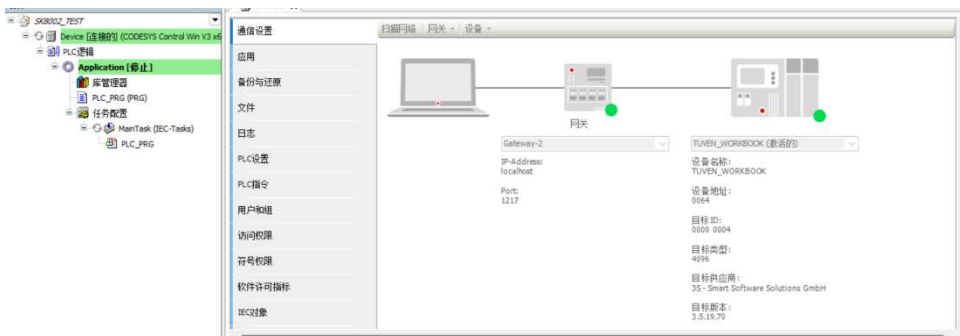 SK8002_TEST
Device [连接的] (CODESYS Control Win V3 x6
PLC逻辑
Application [停止]
库管理器
PLC_PRG (PRG)
任务配置
MainTask (IEC-Tasks)
PLC_PRG
通信设置
应用
备份与还原
文件
日志
PLC设置
PLC指令
用户和组
访问权限
符号权限
软件许可指标
IEC对象
扫描网络 网关 设备
网关
Gateway-2
IP-Address:
localhost
Port:
1217
TUVEN_WORKBOOK (激活的)
设备名称:
TUVEN_WORKBOOK
设备地址:
0064
目标ID:
0000 0004
目标类型:
4096
目标供应商:
3S - Smart Software Solutions GmbH
目标版本:
3.5.19.70